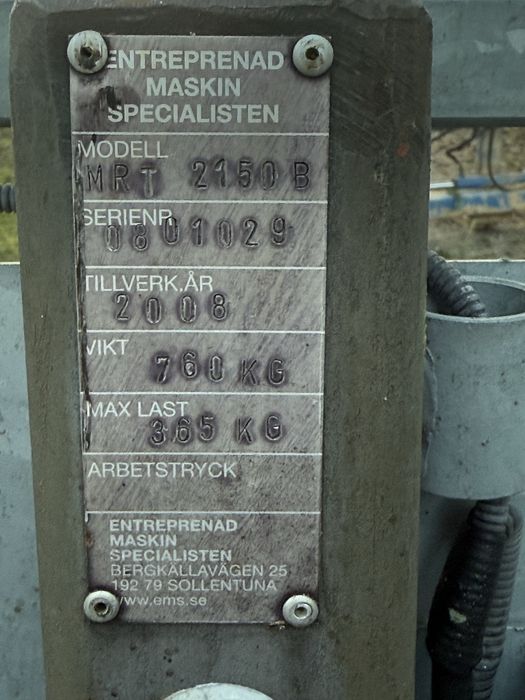 ENTREPRENAD
MASKIN
SPECIALISTEN
MODELL
MRT 2150 B
SERIENR
0801029
TILLVERK.ÅR
2008
VIKT
760 KG
MAX LAST
365 KG
ARBETSTRYCK
ENTREPRENAD
MASKIN
SPECIALISTEN
BERGKÄLLAVÄGEN 25
192 79 SOLLENTUNA
www.ems.se